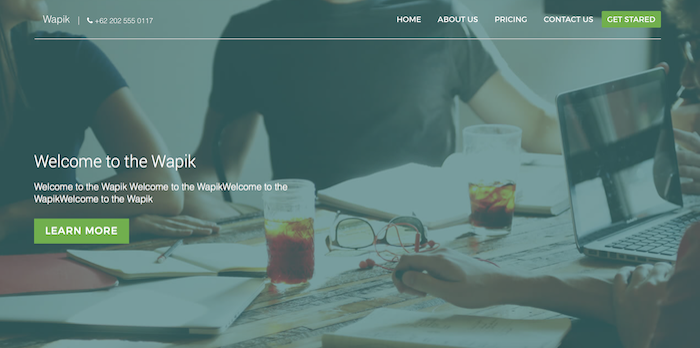 Wapik | +62 202 555 0117
HOME ABOUT US PRICING CONTACT US GET STARED
Welcome to the Wapik
Welcome to the Wapik Welcome to the WapikWelcome to the
WapikWelcome to the Wapik
LEARN MORE